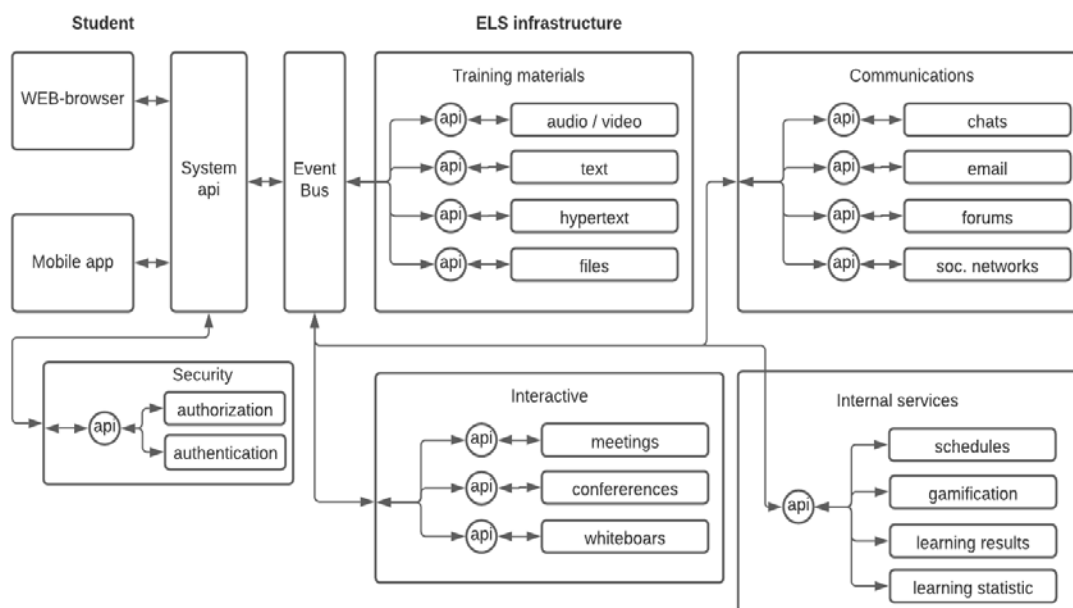 Student
ELS infrastructure
WEB-browser
Mobile app
System
api
Event
Bus
Training materials
api
audio / video
api
text
api
hypertext
api
files
Communications
api
chats
api
email
api
forums
api
soc. networks
Security
api
authorization
authentication
Interactive
api
meetings
api
confererences
api
whiteboars
Internal services
api
schedules
gamification
learning results
learning statistic